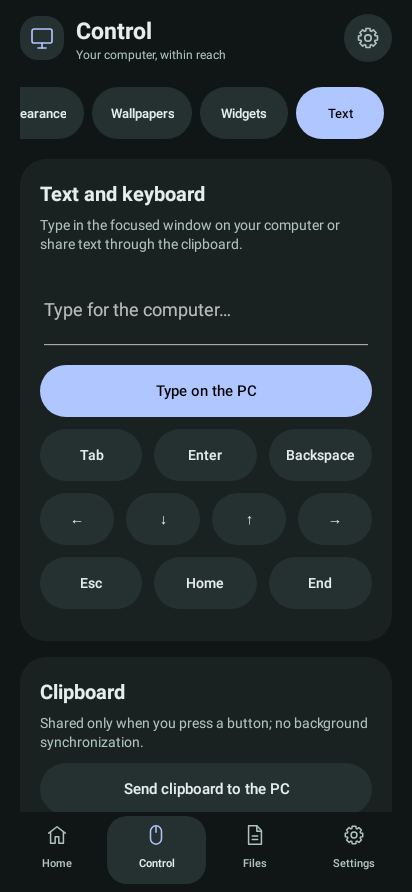 Control
Your computer, within reach
earance
Wallpapers
Widgets
Text
Text and keyboard
Type in the focused window on your computer or
share text through the clipboard.
Type for the computer…
Type on the PC
Tab
Enter
Backspace
←
↓
↑
→
Esc
Home
End
Clipboard
Shared only when you press a button; no background
synchronization.
Send clipboard to the PC
Home
Control
Files
Settings